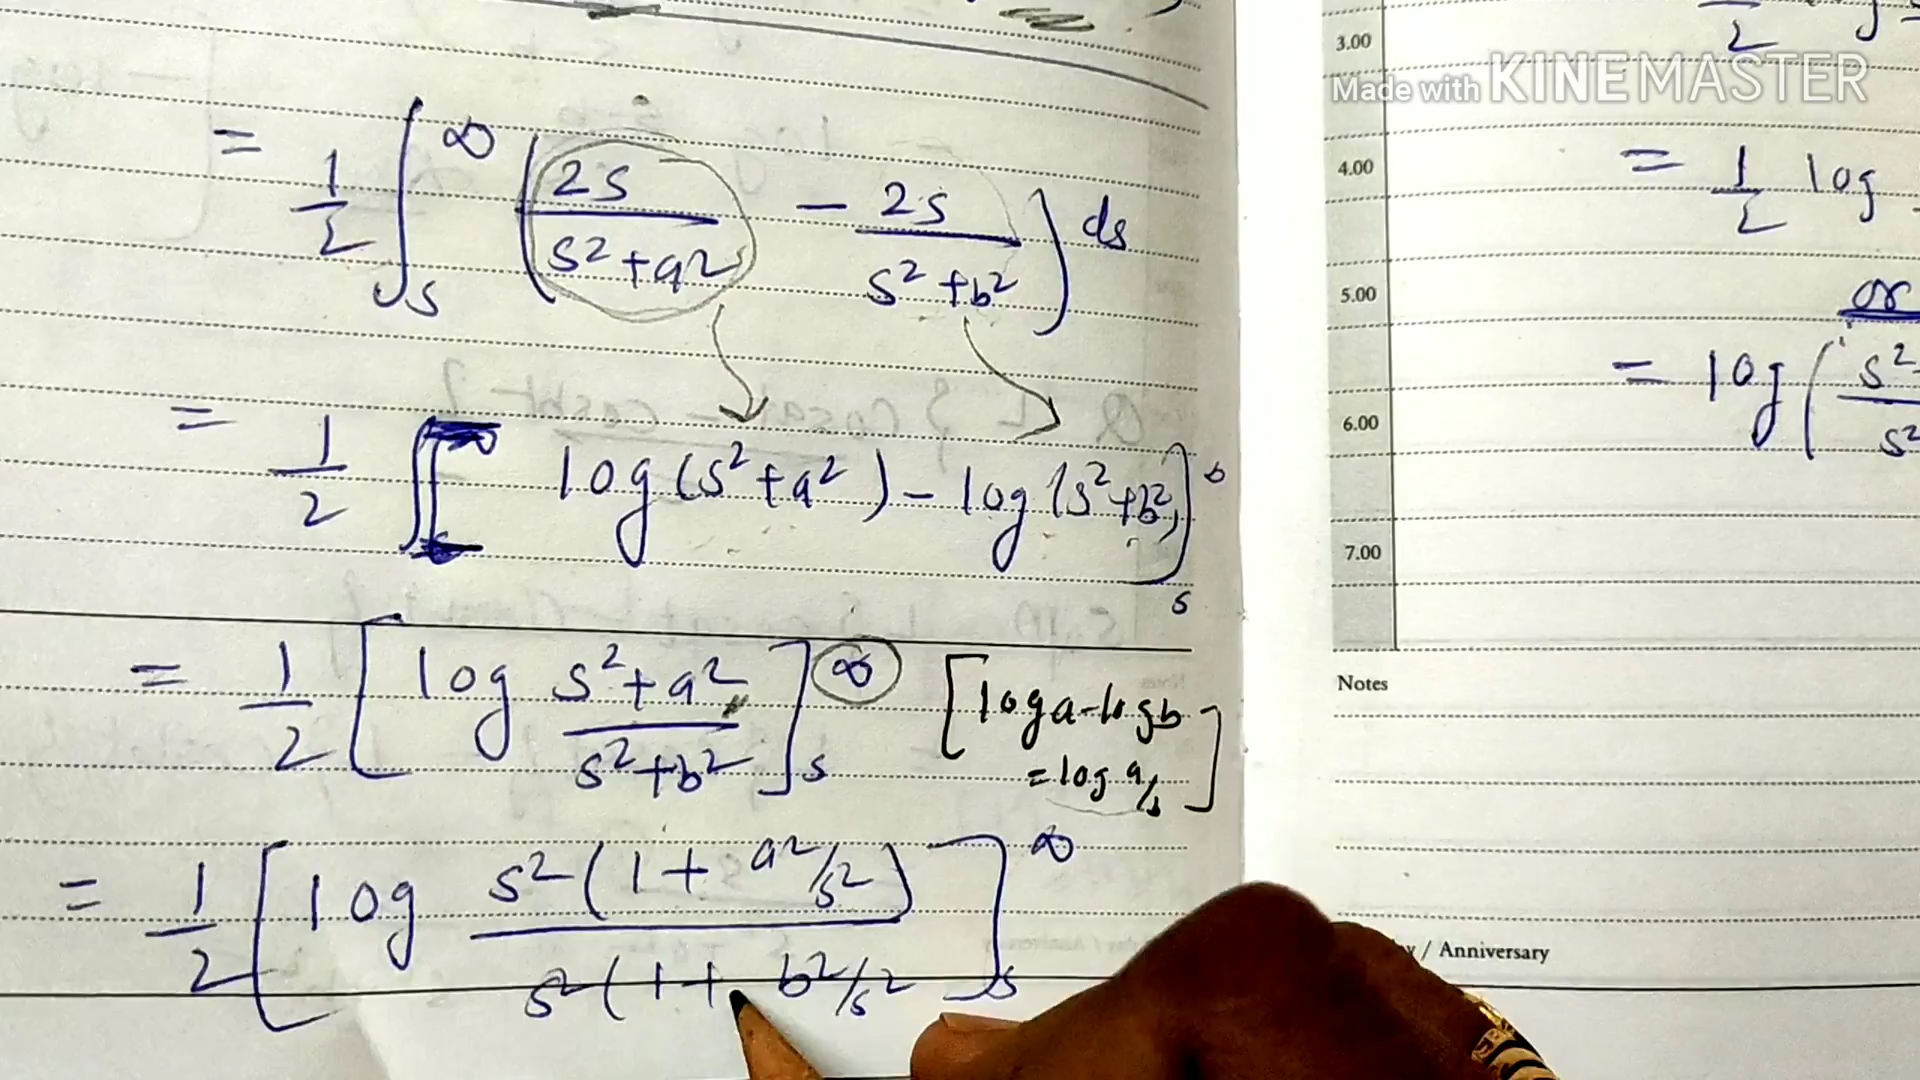 = 1/2 ∫_s^∞ (2s/(s²+a²) - 2s/(s²+b²)) ds
= 1/2 [log(s²+a²) - log(s²+b²)]_s^∞
= 1/2 [log (s²+a²)/(s²+b²)]_s^∞ [log a - log b
= log a/b]
= 1/2 [log s²(1 + a²/s²) / s²(1 + b²/s²)]_s^∞
3.00
Made with KINEMASTER
4.00
= 1/2 log
5.00
or
= log( s²
s²
6.00
7.00
Notes
/ Anniversary